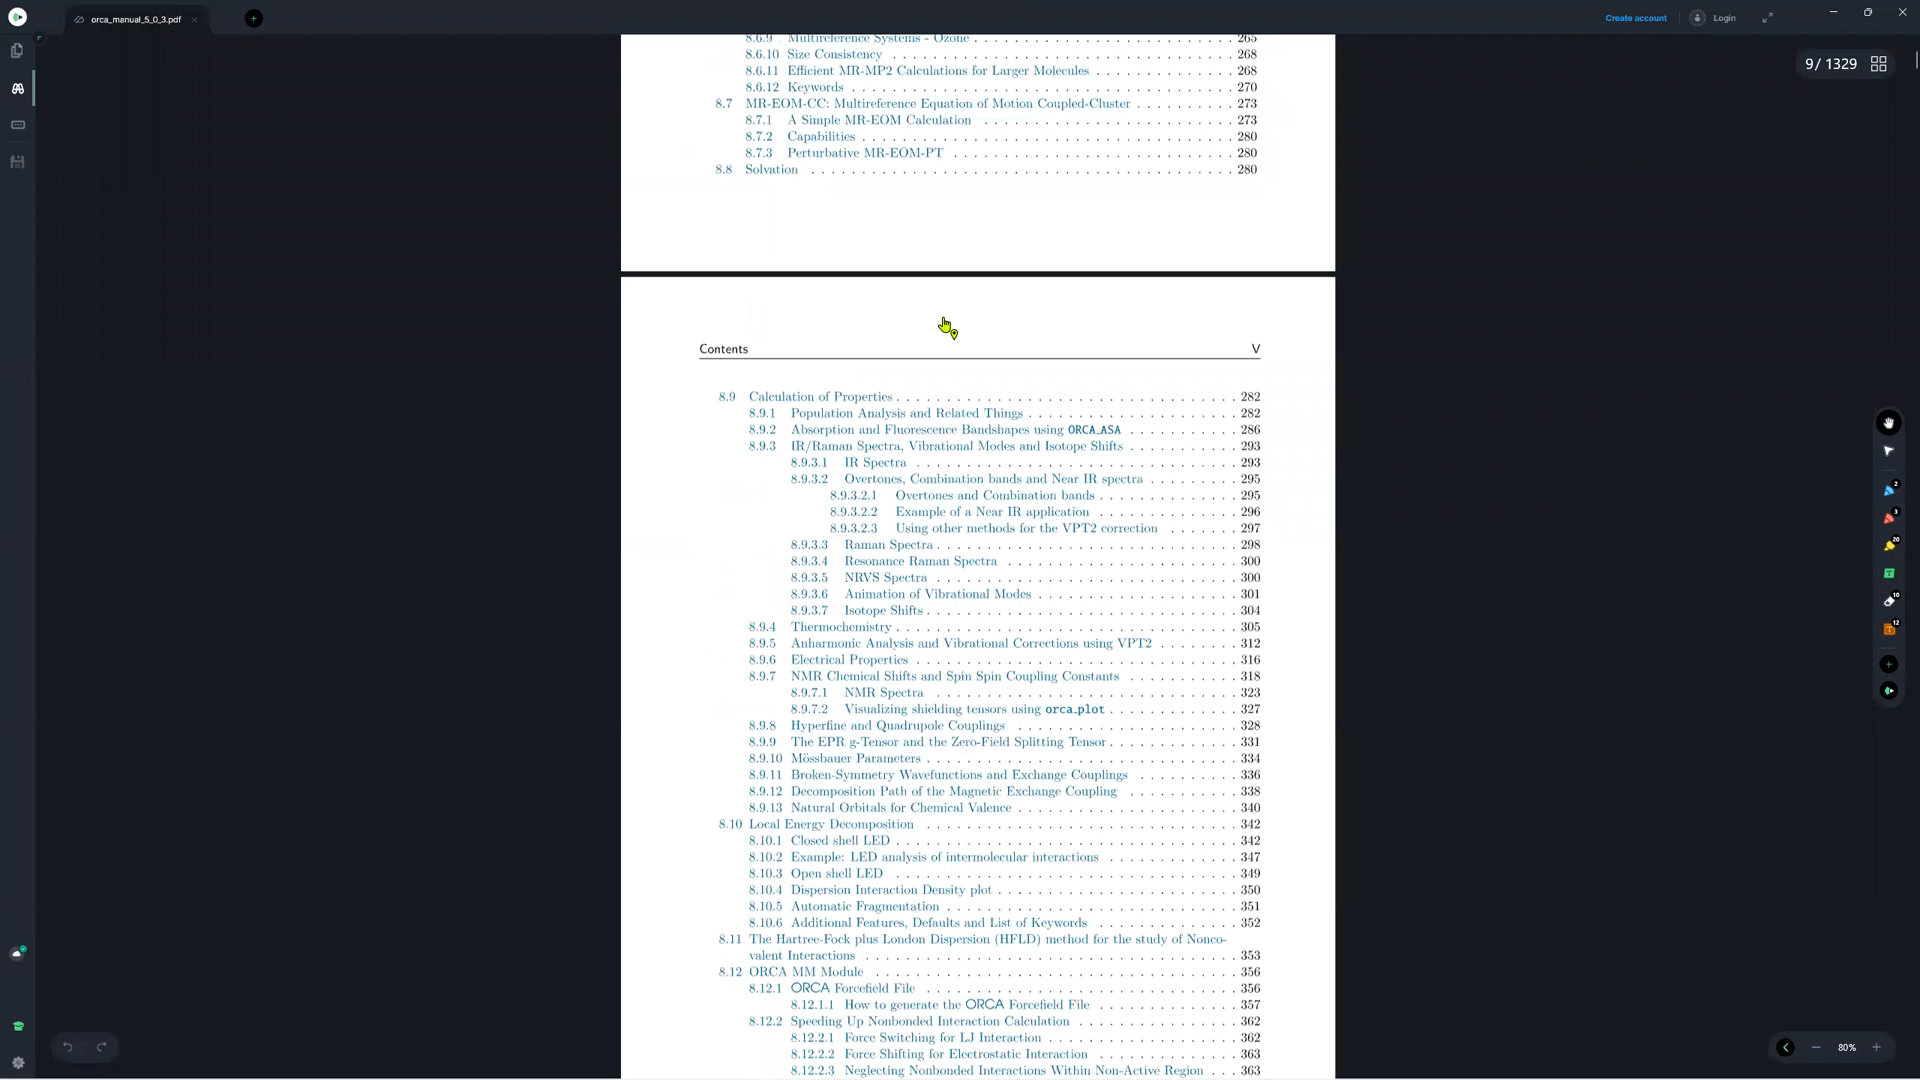 orca_manual_5_0_3.pdf
Create account
Login
9/ 1329
8.6.9 Multireference Systems - Ozone . . . . . . . . . . . . . . . . . . . . 265
8.6.10 Size Consistency . . . . . . . . . . . . . . . . . . . . 268
8.6.11 Efficient MR-MP2 Calculations for Larger Molecules . . . . . . . . . . 268
8.6.12 Keywords . . . . . . . . . . . . . . . . . . . . 270
8.7 MR-EOM-CC: Multireference Equation of Motion Coupled-Cluster . . . . . . . . . . 273
8.7.1 A Simple MR-EOM Calculation . . . . . . . . . . . . . . . . . . . . 273
8.7.2 Capabilities . . . . . . . . . . . . . . . . . . . . 280
8.7.3 Perturbative MR-EOM-PT . . . . . . . . . . . . . . . . . . . . 280
8.8 Solvation . . . . . . . . . . . . . . . . . . . . 280
Contents V
8.9 Calculation of Properties . . . . . . . . . . . . . . . . . . . . 282
8.9.1 Population Analysis and Related Things . . . . . . . . . . . . . . . 282
8.9.2 Absorption and Fluorescence Bandshapes using ORCA_ASA . . . . . . . . 286
8.9.3 IR/Raman Spectra, Vibrational Modes and Isotope Shifts . . . . . . . . 293
8.9.3.1 IR Spectra . . . . . . . . . . . . . . . . . . . . 293
8.9.3.2 Overtones, Combination bands and Near IR spectra . . . . . . . . 295
8.9.3.2.1 Overtones and Combination bands . . . . . . . . . . 295
8.9.3.2.2 Example of a Near IR application . . . . . . . . . . 296
8.9.3.2.3 Using other methods for the VPT2 correction . . . . . . 297
8.9.3.3 Raman Spectra . . . . . . . . . . . . . . . . . . . . 298
8.9.3.4 Resonance Raman Spectra . . . . . . . . . . . . . . . 300
8.9.3.5 NRVS Spectra . . . . . . . . . . . . . . . . . . . . 300
8.9.3.6 Animation of Vibrational Modes . . . . . . . . . . . . . 301
8.9.3.7 Isotope Shifts . . . . . . . . . . . . . . . . . . . . 304
8.9.4 Thermochemistry . . . . . . . . . . . . . . . . . . . . 305
8.9.5 Anharmonic Analysis and Vibrational Corrections using VPT2 . . . . . . . 312
8.9.6 Electrical Properties . . . . . . . . . . . . . . . . . . . . 316
8.9.7 NMR Chemical Shifts and Spin Spin Coupling Constants . . . . . . . . 318
8.9.7.1 NMR Spectra . . . . . . . . . . . . . . . . . . . . 323
8.9.7.2 Visualizing shielding tensors using orca_plot . . . . . . . . . . 327
8.9.8 Hyperfine and Quadrupole Couplings . . . . . . . . . . . . . . . 328
8.9.9 The EPR g-Tensor and the Zero-Field Splitting Tensor . . . . . . . . . . 331
8.9.10 Mössbauer Parameters . . . . . . . . . . . . . . . . . . . . 334
8.9.11 Broken-Symmetry Wavefunctions and Exchange Couplings . . . . . . . . 336
8.9.12 Decomposition Path of the Magnetic Exchange Coupling . . . . . . . . 338
8.9.13 Natural Orbitals for Chemical Valence . . . . . . . . . . . . . . . 340
8.10 Local Energy Decomposition . . . . . . . . . . . . . . . . . . . . 342
8.10.1 Closed shell LED . . . . . . . . . . . . . . . . . . . . 342
8.10.2 Example: LED analysis of intermolecular interactions . . . . . . . . . . 347
8.10.3 Open shell LED . . . . . . . . . . . . . . . . . . . . 349
8.10.4 Dispersion Interaction Density plot . . . . . . . . . . . . . . . 350
8.10.5 Automatic Fragmentation . . . . . . . . . . . . . . . . . . . . 351
8.10.6 Additional Features, Defaults and List of Keywords . . . . . . . . . . 352
8.11 The Hartree-Fock plus London Dispersion (HFLD) method for the study of Nonco-
valent Interactions . . . . . . . . . . . . . . . . . . . . 353
8.12 ORCA MM Module . . . . . . . . . . . . . . . . . . . . 356
8.12.1 ORCA Forcefield File . . . . . . . . . . . . . . . . . . . . 356
8.12.1.1 How to generate the ORCA Forcefield File . . . . . . . . . . 357
8.12.2 Speeding Up Nonbonded Interaction Calculation . . . . . . . . . . . . 362
8.12.2.1 Force Switching for LJ Interaction . . . . . . . . . . . . . 362
8.12.2.2 Force Shifting for Electrostatic Interaction . . . . . . . . . . 363
8.12.2.3 Neglecting Nonbonded Interactions Within Non-Active Region . . . 363
2
3
20
10
12
80%